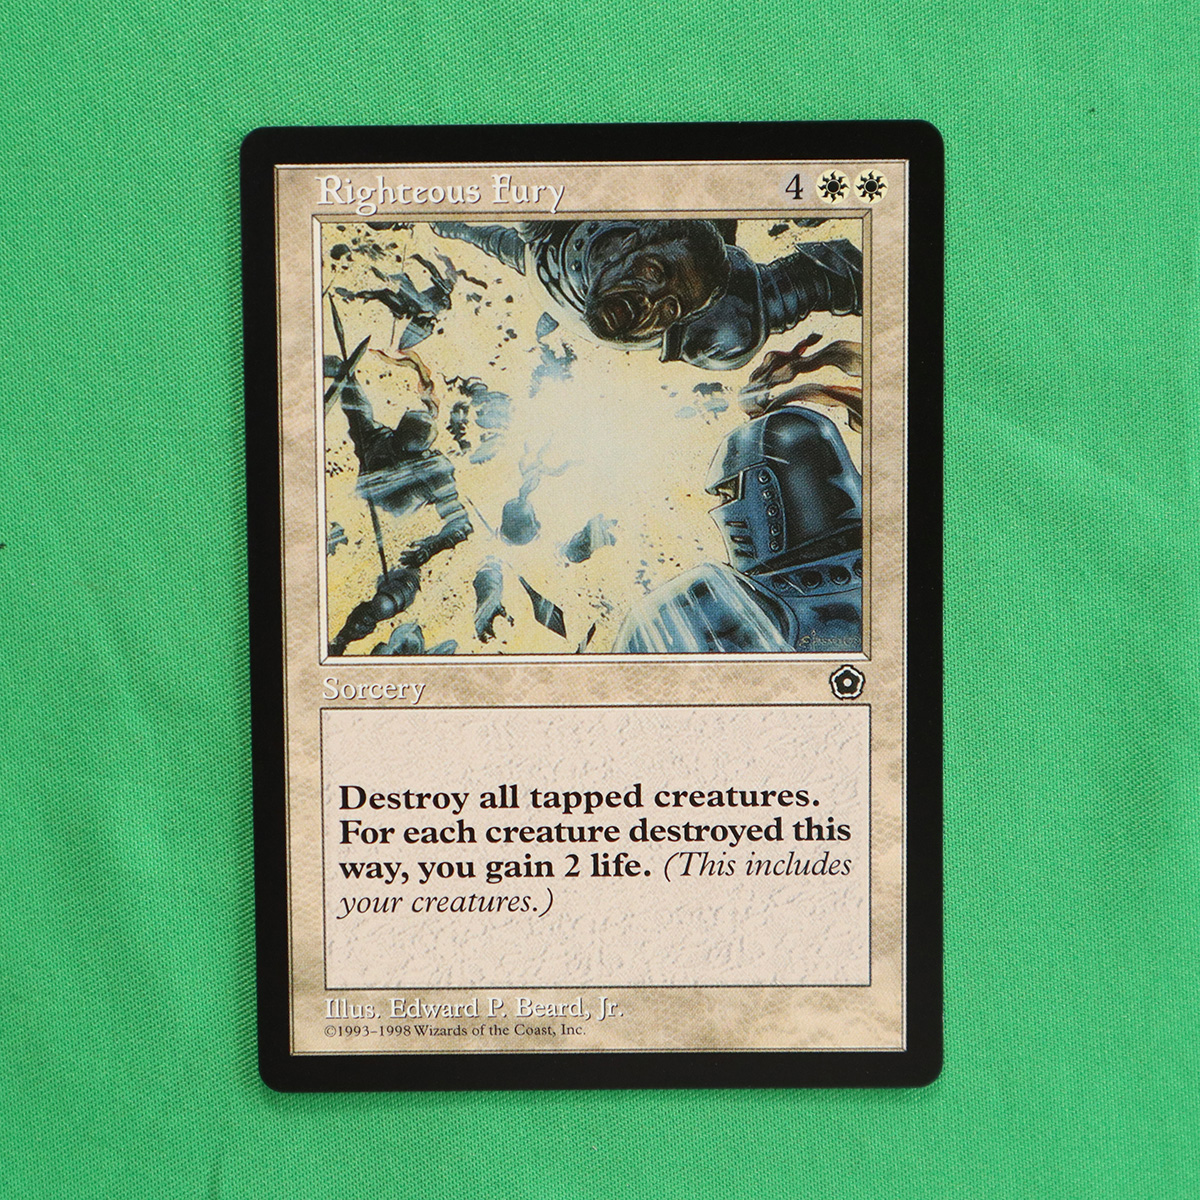 Righteous Fury 4
Sorcery
Destroy all tapped creatures.
For each creature destroyed this
way, you gain 2 life. (This includes
your creatures.)
Illus. Edward P. Beard, Jr.
©1993–1998 Wizards of the Coast, Inc.